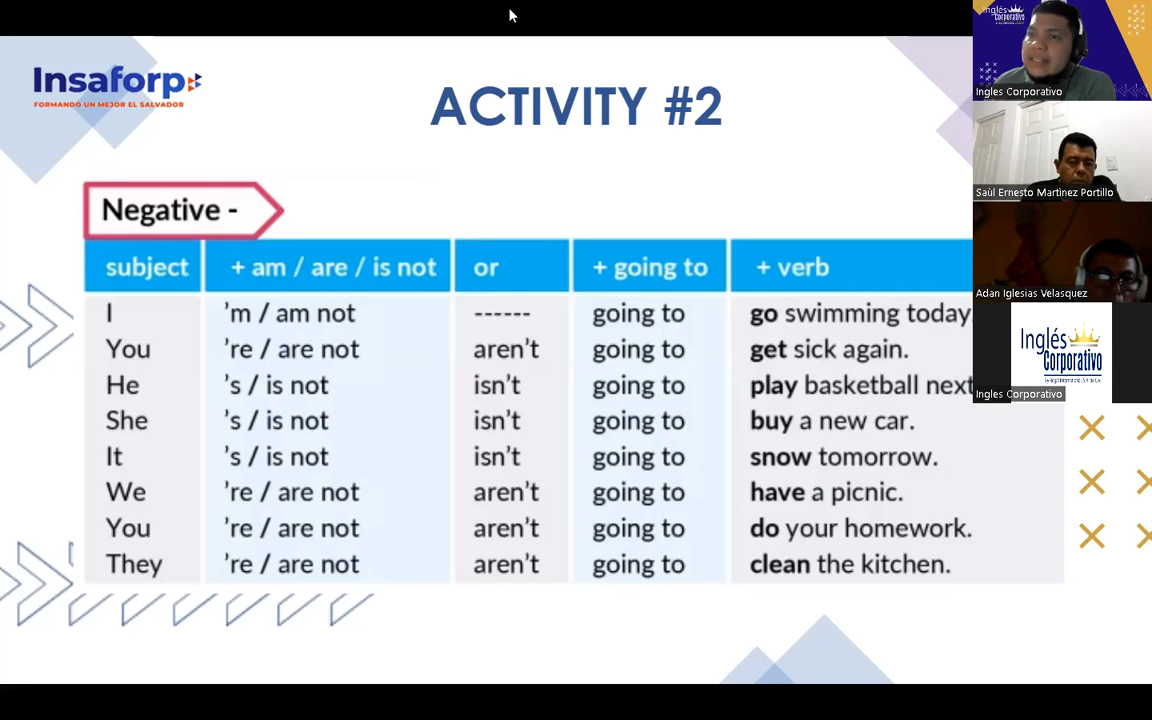 Insaforp
FORMANDO UN MEJOR EL SALVADOR
ACTIVITY #2
Negative -
subject + am / are / is not or + going to + verb
I 'm / am not ------ going to go swimming today
You 're / are not aren't going to get sick again.
He 's / is not isn't going to play basketball next
She 's / is not isn't going to buy a new car.
It 's / is not isn't going to snow tomorrow.
We 're / are not aren't going to have a picnic.
You 're / are not aren't going to do your homework.
They 're / are not aren't going to clean the kitchen.
Inglés
Corporativo
Ingles Corporativo
Saúl Ernesto Martinez Portillo
Adan Iglesias Velasquez
Inglés
Corporativo
Ingles Corporativo